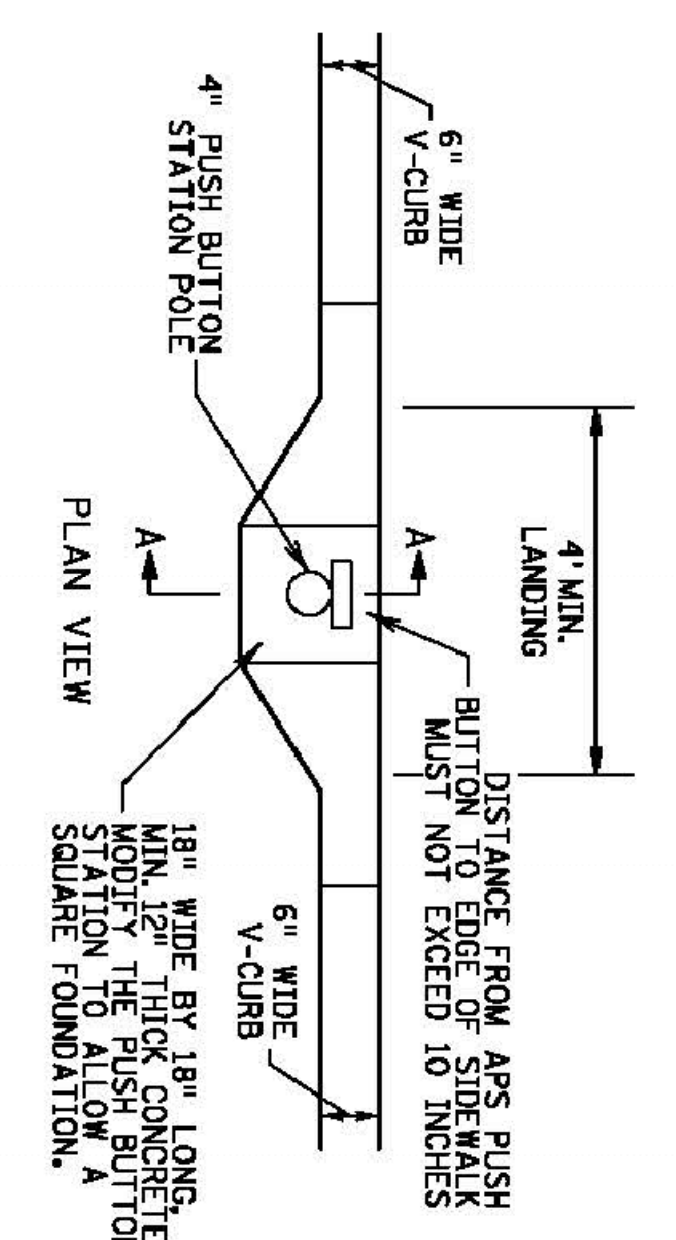 4' MIN.
LANDING
6" WIDE
V-CURB
DISTANCE FROM APS PUSH
BUTTON TO EDGE OF SIDEWALK
MUST NOT EXCEED 10 INCHES
A
A
4" PUSH BUTTON
STATION POLE
6" WIDE
V-CURB
18" WIDE BY 18" LONG,
MIN. 12" THICK CONCRETE
MODIFY THE PUSH BUTTO
STATION TO ALLOW A
SQUARE FOUNDATION.
PLAN VIEW